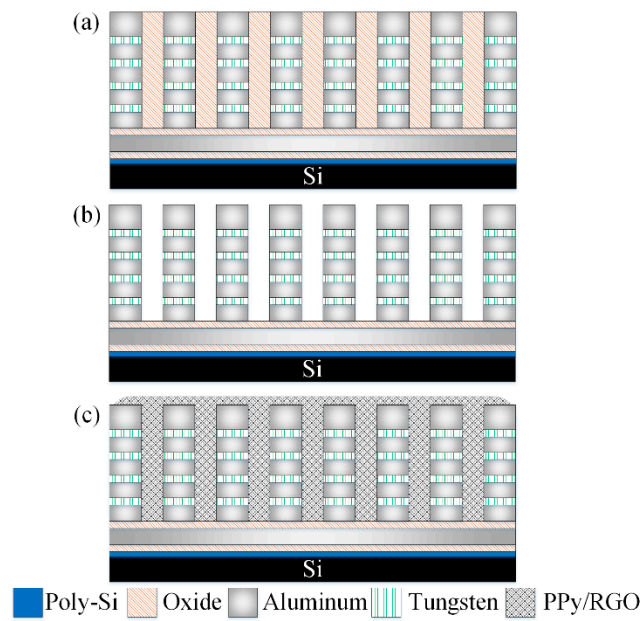 (a)
Si
(b)
Si
(c)
Si
Poly-Si Oxide Aluminum Tungsten PPy/RGO